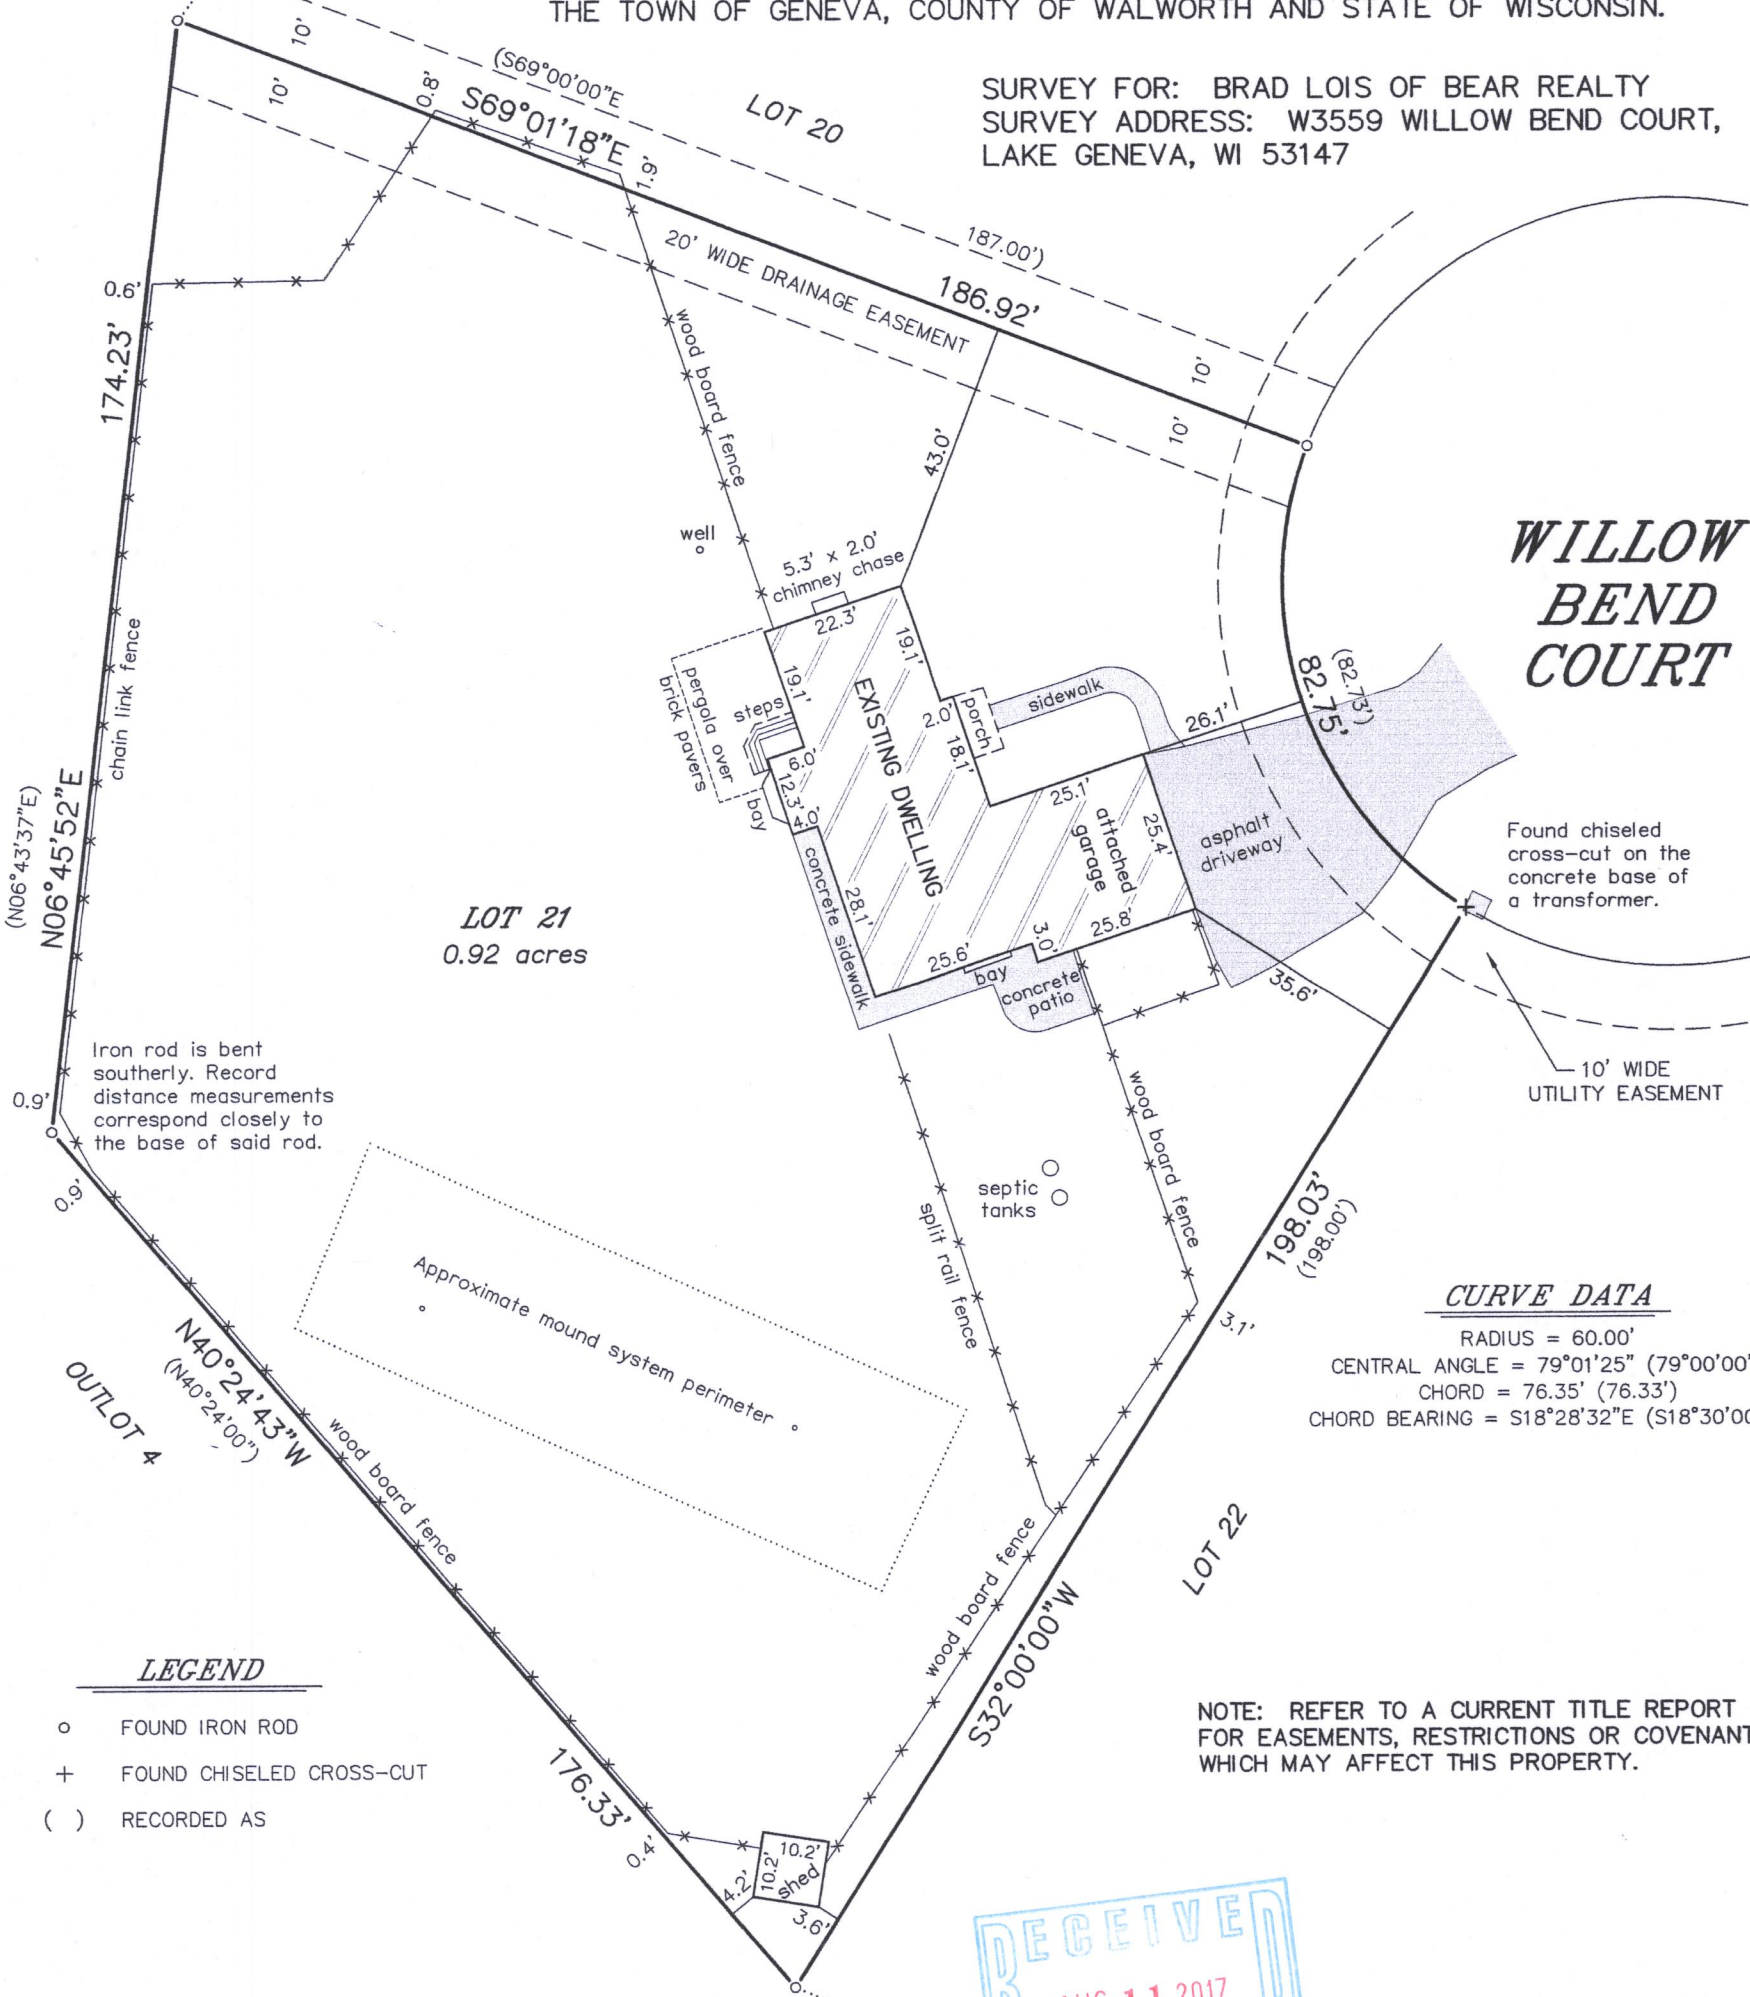 THE TOWN OF GENEVA, COUNTY OF WALWORTH AND STATE OF WISCONSIN.
SURVEY FOR: BRAD LOIS OF BEAR REALTY
SURVEY ADDRESS: W3559 WILLOW BEND COURT,
LAKE GENEVA, WI 53147
10'
10'
(S69°00'00"E
187.00')
LOT 20
0.8'
S69°01'18"E
186.92'
1.9'
20' WIDE DRAINAGE EASEMENT
10'
10'
0.6'
174.23'
wood board fence
43.0'
well
5.3' x 2.0'
chimney chase
WILLOW
BEND
COURT
22.3'
19.1'
19.1'
chain link fence
pergola over
brick pavers
steps
EXISTING DWELLING
2.0'
porch
18.1'
sidewalk
26.1'
82.75'
(82.73')
6.0'
12.3'
4.0'
bay
25.1'
attached
garage
25.4'
asphalt
driveway
(N06°43'37"E)
N06°45'52"E
Found chiseled
cross-cut on the
concrete base of
a transformer.
LOT 21
0.92 acres
concrete sidewalk
28.1'
25.6'
3.0'
25.8'
bay
concrete
patio
35.6'
10' WIDE
UTILITY EASEMENT
Iron rod is bent
southerly. Record
distance measurements
correspond closely to
the base of said rod.
0.9'
0.9'
wood board fence
septic
tanks
split rail fence
198.03'
(198.00')
3.1'
Approximate mound system perimeter
CURVE DATA
RADIUS = 60.00'
CENTRAL ANGLE = 79°01'25" (79°00'00"
CHORD = 76.35' (76.33')
CHORD BEARING = S18°28'32"E (S18°30'00
N40°24'43"W
(N40°24'00")
OUTLOT 4
wood board fence
LOT 22
wood board fence
S32°00'00"W
LEGEND
o FOUND IRON ROD
+ FOUND CHISELED CROSS-CUT
( ) RECORDED AS
NOTE: REFER TO A CURRENT TITLE REPORT
FOR EASEMENTS, RESTRICTIONS OR COVENANT
WHICH MAY AFFECT THIS PROPERTY.
176.33'
0.4'
10.2'
10.2'
shed
4.2'
3.6'
RECEIVED
AUG 11 2017